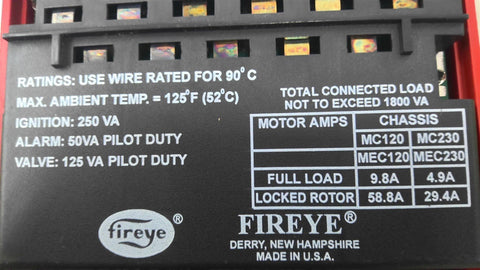 RATINGS: USE WIRE RATED FOR 90°C
MAX. AMBIENT TEMP. = 125°F (52°C)
IGNITION: 250 VA
ALARM: 50VA PILOT DUTY
VALVE: 125 VA PILOT DUTY
TOTAL CONNECTED LOAD
NOT TO EXCEED 1800 VA
MOTOR AMPS CHASSIS
MC120 MC230
MEC120 MEC230
FULL LOAD 9.8A 4.9A
LOCKED ROTOR 58.8A 29.4A
fireye®
FIREYE®
DERRY, NEW HAMPSHIRE
MADE IN U.S.A.